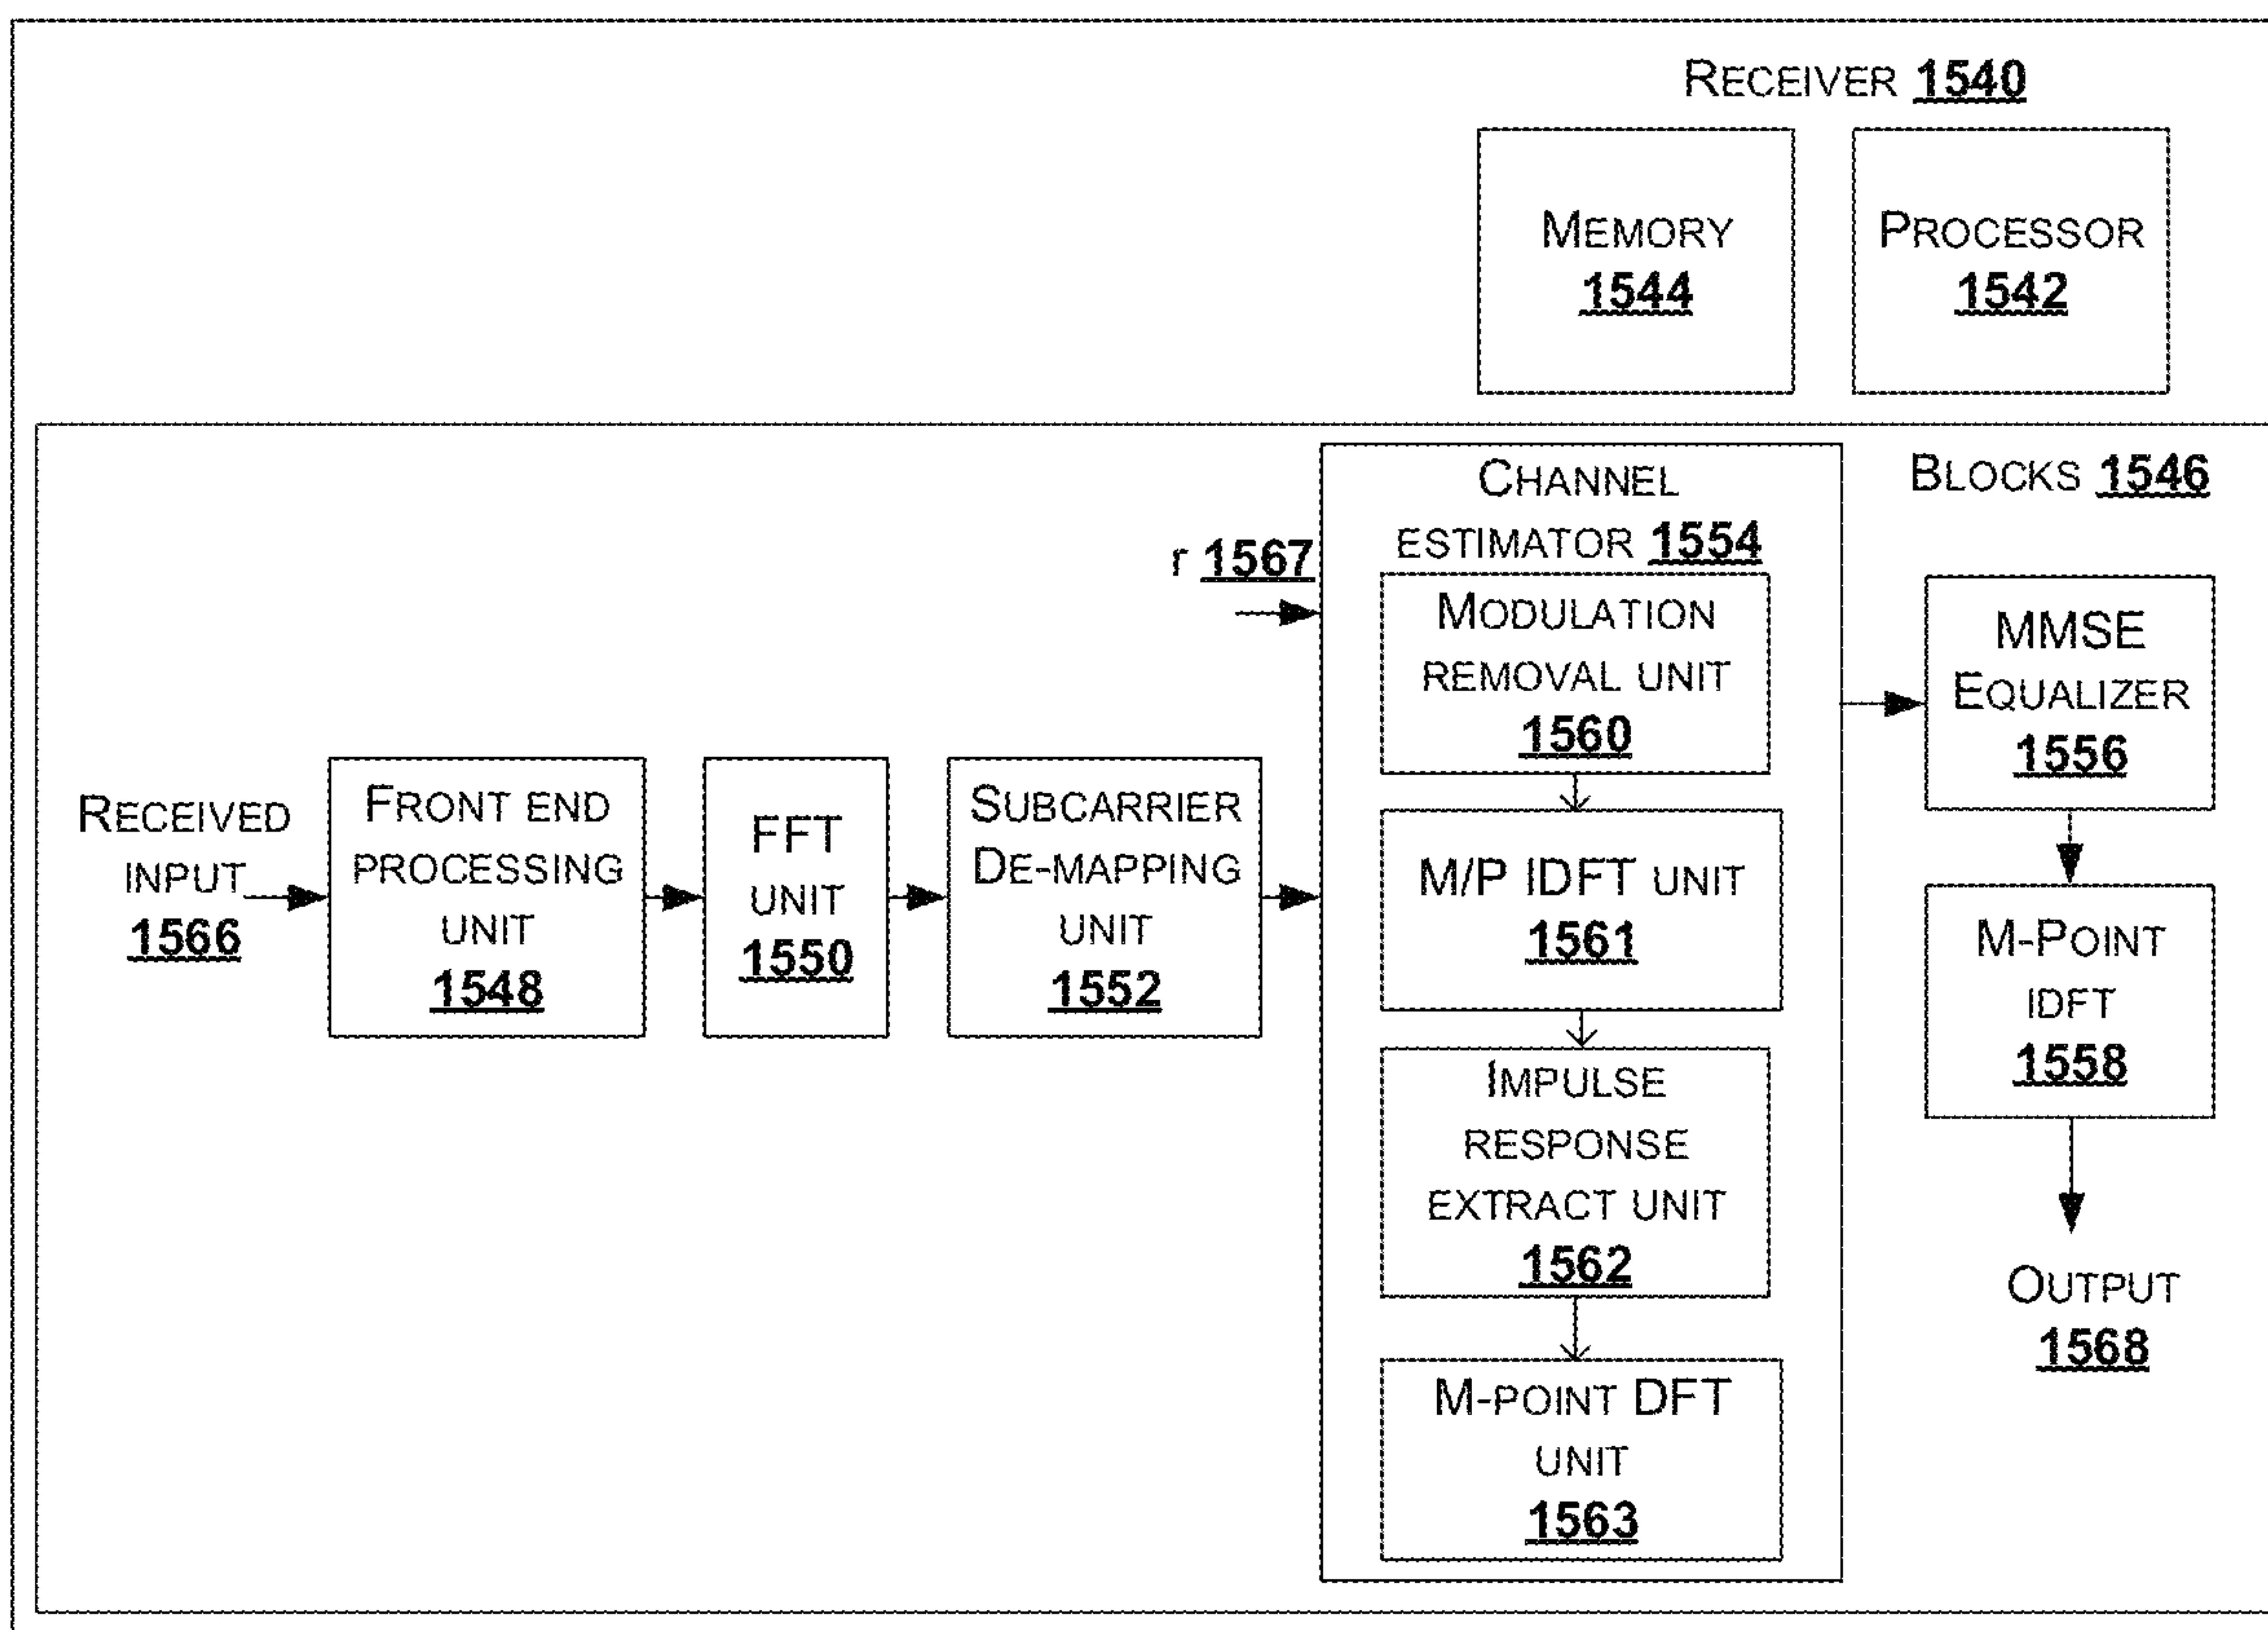 RECEIVER 1540
MEMORY
1544
PROCESSOR
1542
BLOCKS 1546
RECEIVED
INPUT
1566
FRONT END
PROCESSING
UNIT
1548
FFT
UNIT
1550
SUBCARRIER
DE-MAPPING
UNIT
1552
r 1567
CHANNEL
ESTIMATOR 1554
MODULATION
REMOVAL UNIT
1560
M/P IDFT UNIT
1561
IMPULSE
RESPONSE
EXTRACT UNIT
1562
M-POINT DFT
UNIT
1563
MMSE
EQUALIZER
1556
M-POINT
IDFT
1558
OUTPUT
1568